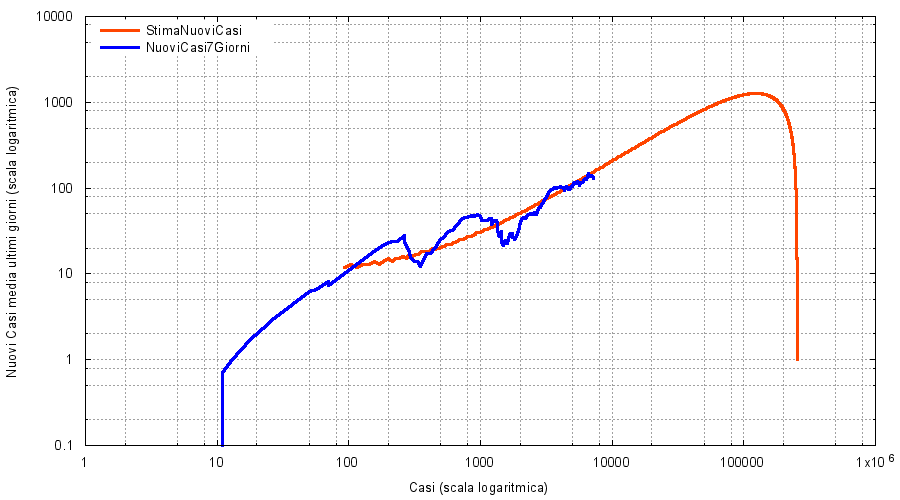 StimaNuoviCasi
NuoviCasi7Giorni
Nuovi Casi media ultimi giorni (scala logaritmica)
10000
1000
100
10
1
0.1
1 10 100 1000 10000 100000 1x10 6
Casi (scala logaritmica)